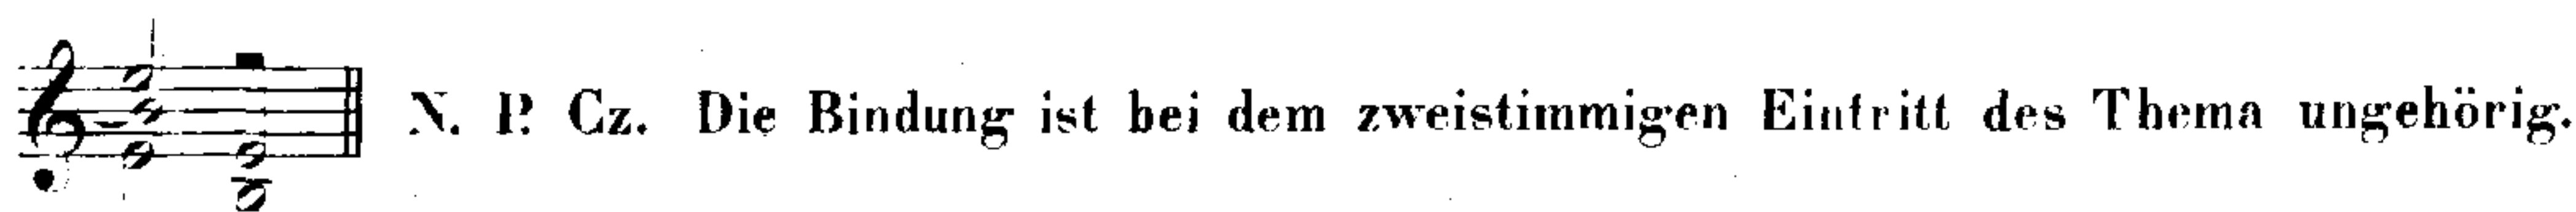 N. P. Cz. Die Bindung ist bei dem zweistimmigen Eintritt des Thema ungehörig.